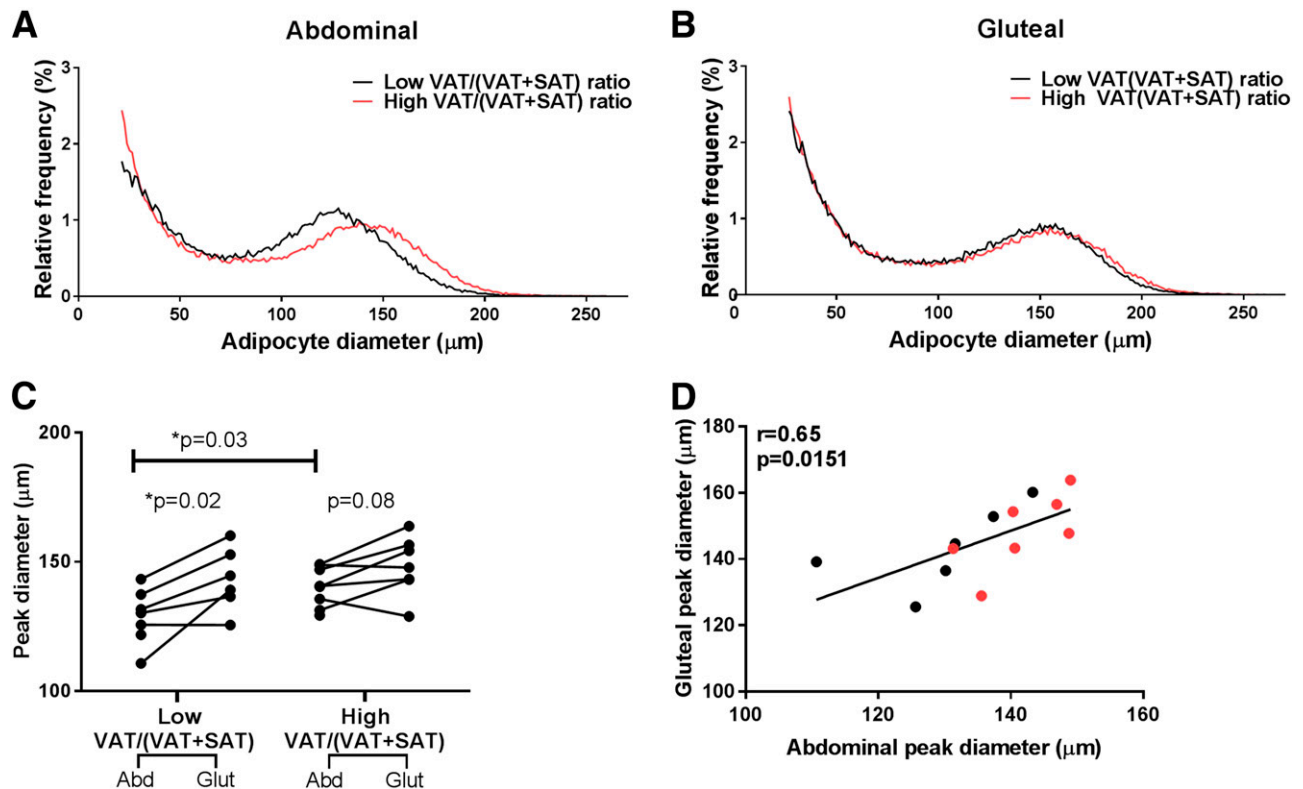 A
Abdominal
Low VAT/(VAT+SAT) ratio
High VAT/(VAT+SAT) ratio
Relative frequency (%)
3
2
1
0
0 50 100 150 200 250
Adipocyte diameter (μm)
B
Gluteal
Low VAT(VAT+SAT) ratio
High VAT(VAT+SAT) ratio
Relative frequency (%)
3
2
1
0
0 50 100 150 200 250
Adipocyte diameter (μm)
C
Peak diameter (μm)
200
150
100
*p=0.03
*p=0.02 p=0.08
Low High
VAT/(VAT+SAT) VAT/(VAT+SAT)
Abd Glut Abd Glut
D
r=0.65
p=0.0151
Gluteal peak diameter (μm)
180
160
140
120
100
100 120 140 160
Abdominal peak diameter (μm)